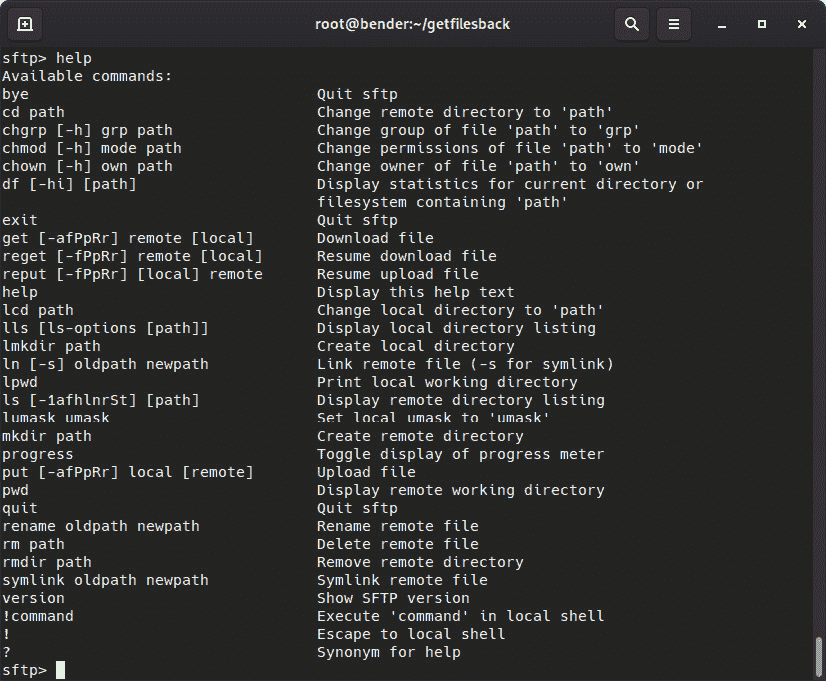 root@bender:~/getfilesback
sftp> help
Available commands:
bye                                Quit sftp
cd path                            Change remote directory to 'path'
chgrp [-h] grp path                Change group of file 'path' to 'grp'
chmod [-h] mode path               Change permissions of file 'path' to 'mode'
chown [-h] own path                Change owner of file 'path' to 'own'
df [-hi] [path]                    Display statistics for current directory or
                                   filesystem containing 'path'
exit                               Quit sftp
get [-afPpRr] remote [local]       Download file
reget [-fPpRr] remote [local]      Resume download file
reput [-fPpRr] [local] remote      Resume upload file
help                               Display this help text
lcd path                           Change local directory to 'path'
lls [ls-options [path]]            Display local directory listing
lmkdir path                        Create local directory
ln [-s] oldpath newpath            Link remote file (-s for symlink)
lpwd                               Print local working directory
ls [-1afhlnrSt] [path]             Display remote directory listing
lumask umask                       Set local umask to 'umask'
mkdir path                         Create remote directory
progress                           Toggle display of progress meter
put [-afPpRr] local [remote]       Upload file
pwd                                Display remote working directory
quit                               Quit sftp
rename oldpath newpath             Rename remote file
rm path                            Delete remote file
rmdir path                         Remove remote directory
symlink oldpath newpath            Symlink remote file
version                            Show SFTP version
!command                           Execute 'command' in local shell
!                                  Escape to local shell
?                                  Synonym for help
sftp>